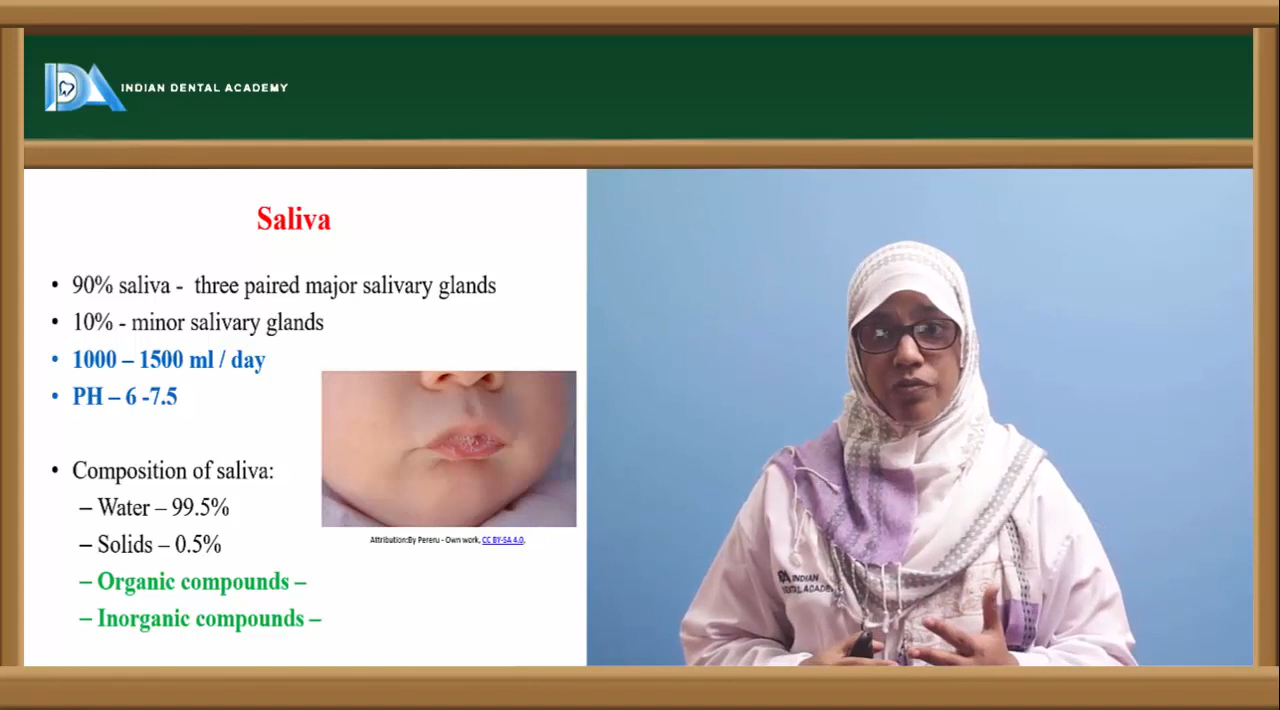 INDIAN DENTAL ACADEMY
Saliva
• 90% saliva - three paired major salivary glands
• 10% - minor salivary glands
• 1000 – 1500 ml / day
• PH – 6 -7.5
• Composition of saliva:
– Water – 99.5%
– Solids – 0.5%
– Organic compounds –
– Inorganic compounds –
Attribution:By Pereru - Own work, CC BY-SA 4.0,
INDIAN